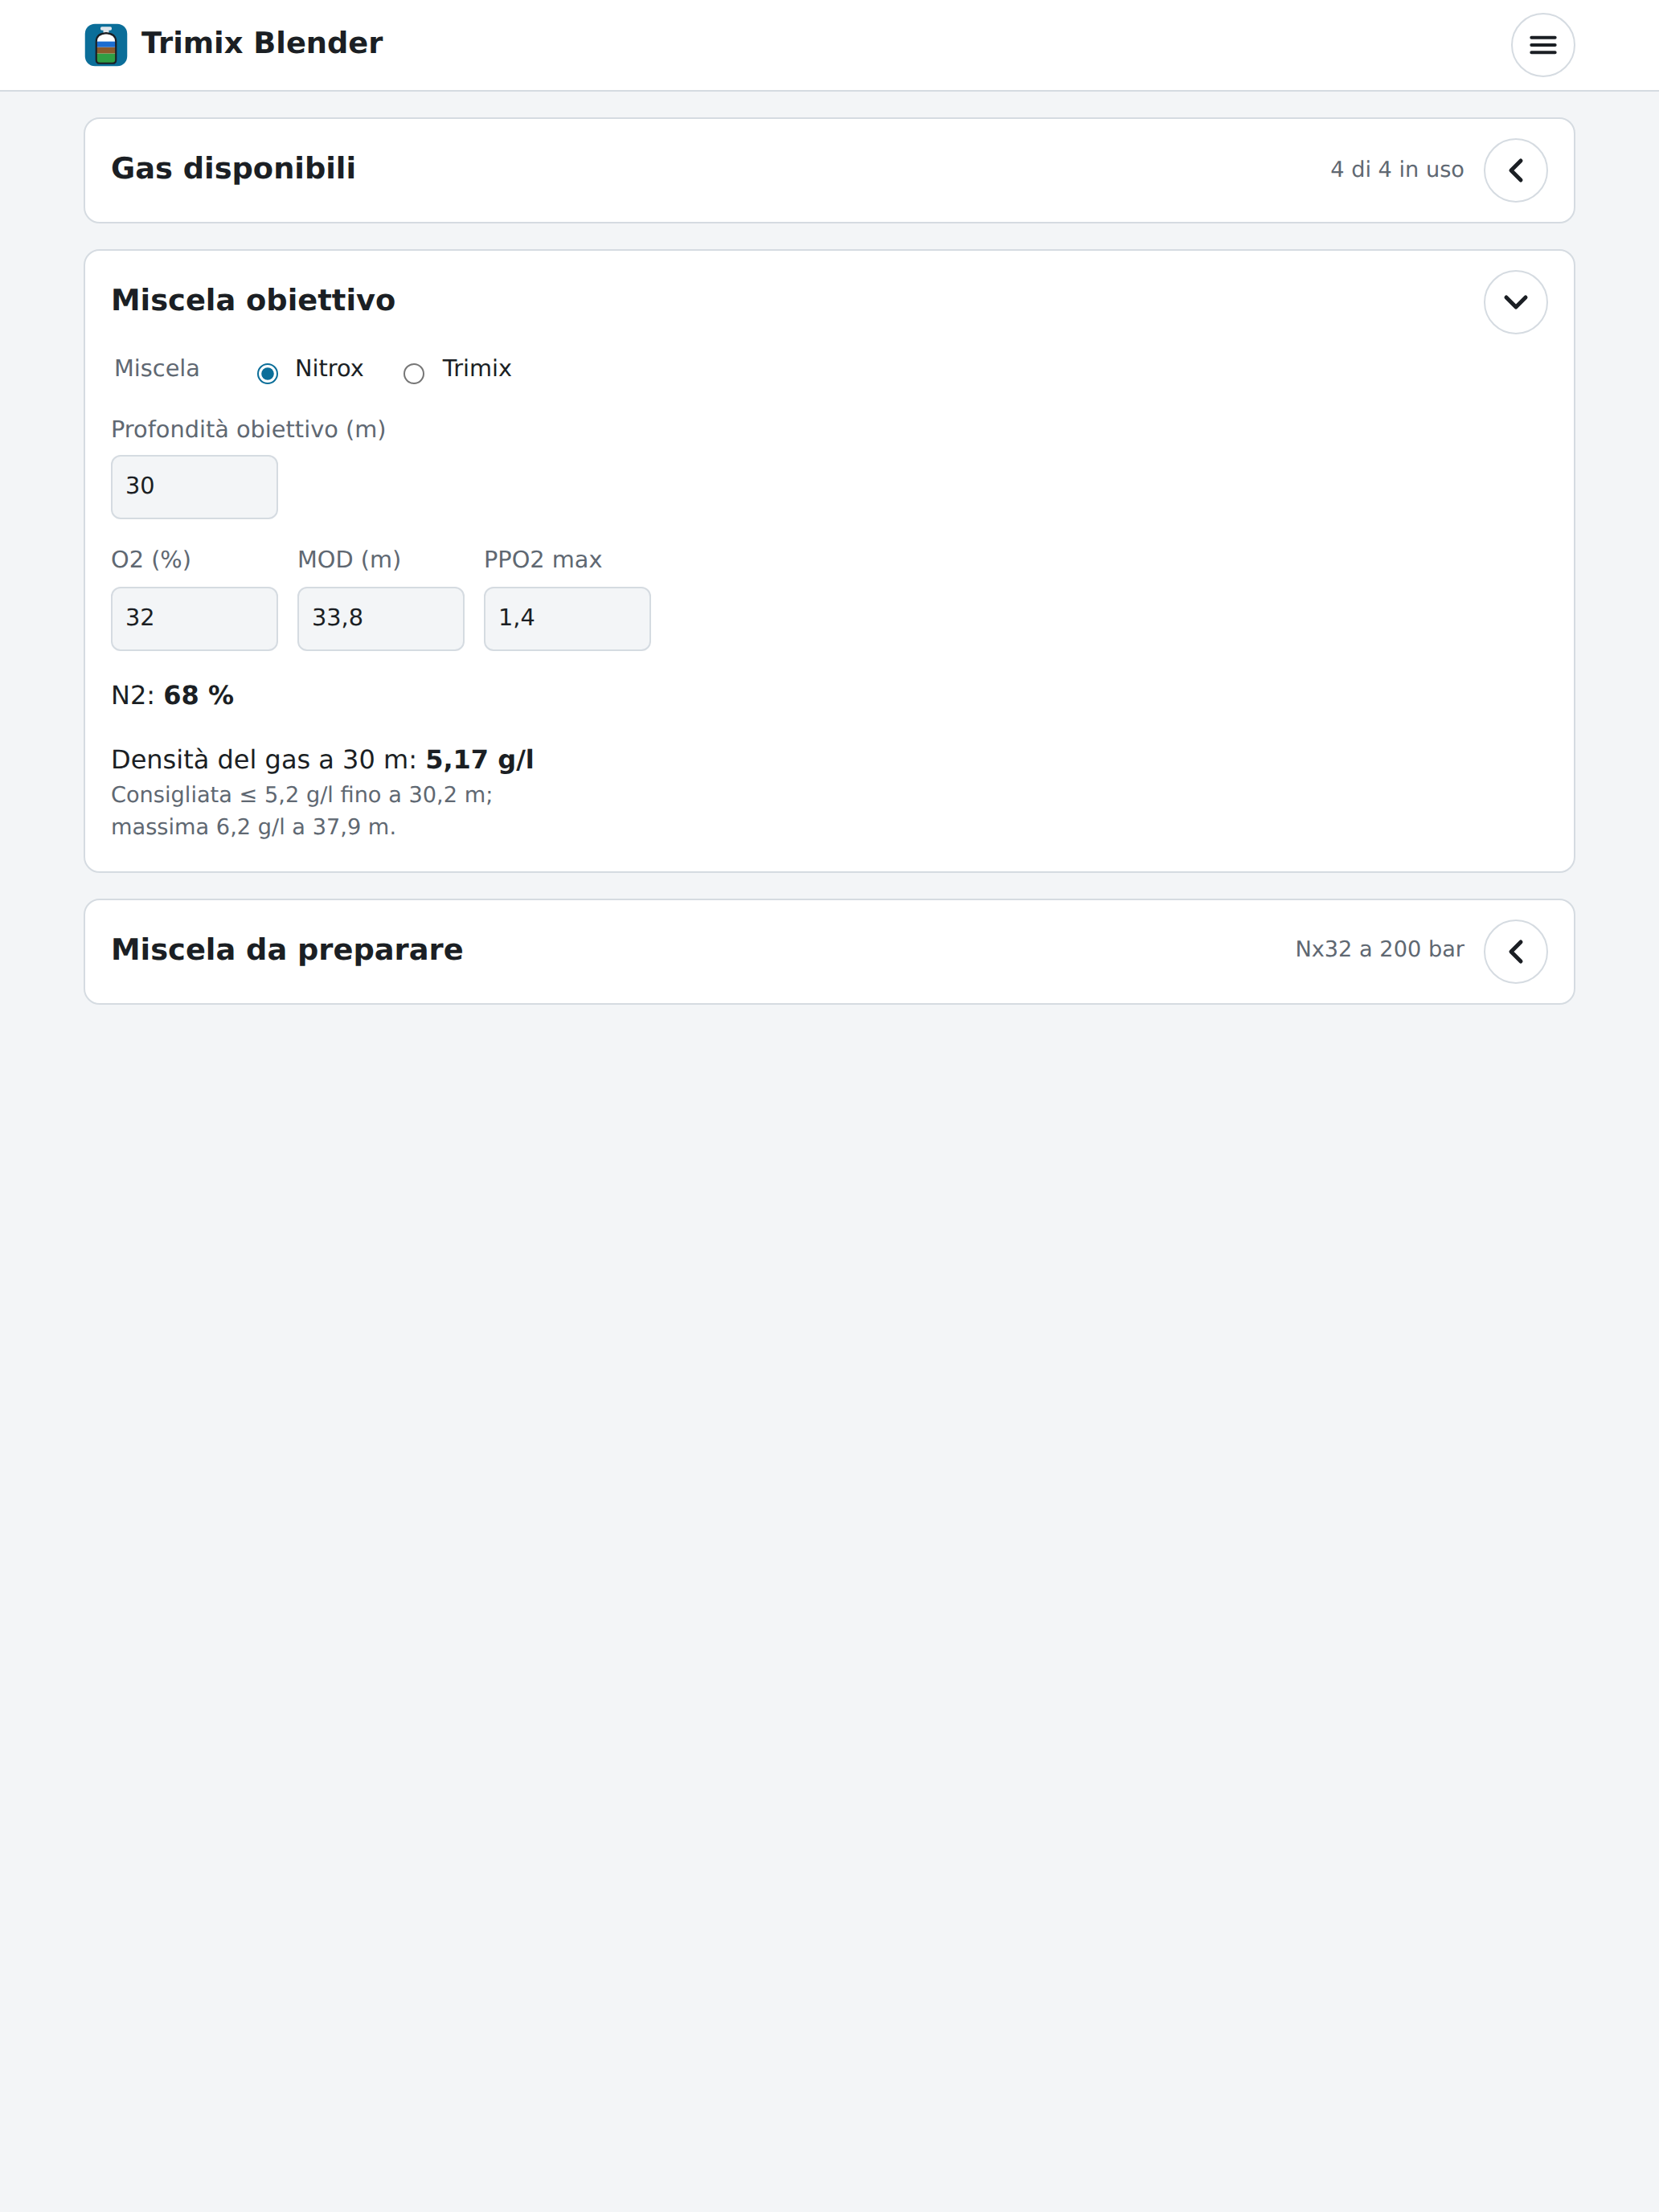 Trimix Blender
Gas disponibili
4 di 4 in uso
Miscela obiettivo
Miscela Nitrox Trimix
Profondità obiettivo (m)
30
O2 (%) MOD (m) PPO2 max
32 33,8 1,4
N2: 68 %
Densità del gas a 30 m: 5,17 g/l
Consigliata ≤ 5,2 g/l fino a 30,2 m;
massima 6,2 g/l a 37,9 m.
Miscela da preparare
Nx32 a 200 bar